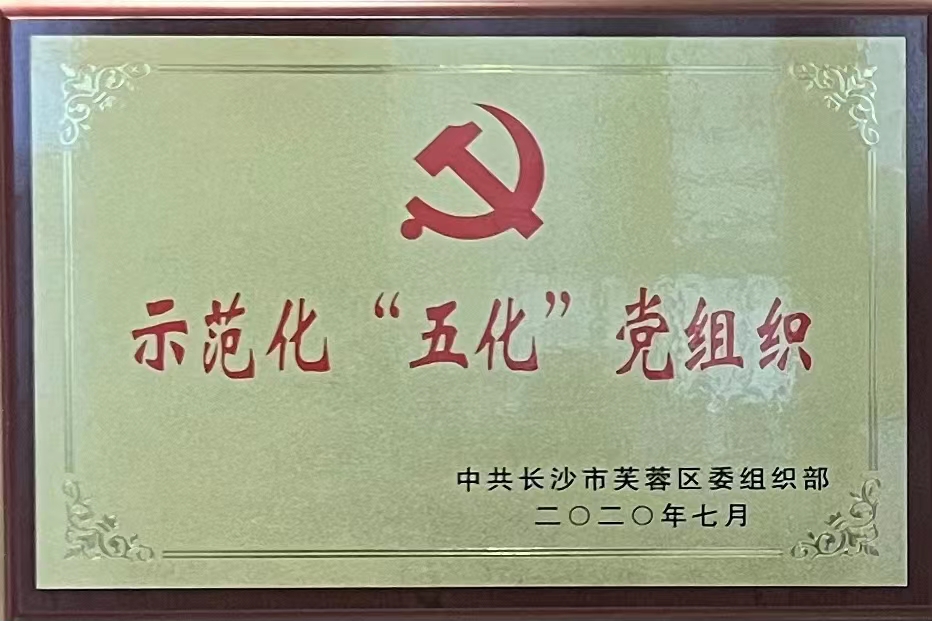 示范化“五化”党组织
中共长沙市芙蓉区委组织部
二〇二〇年七月